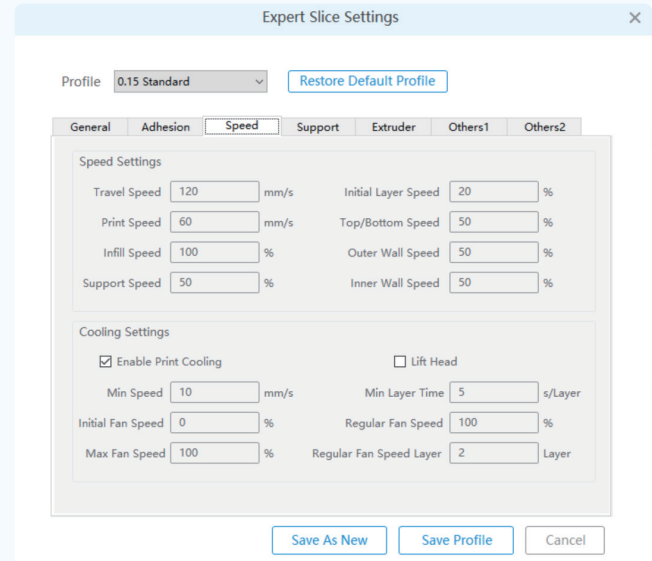 Expert Slice Settings
Profile 0.15 Standard Restore Default Profile
General Adhesion Speed Support Extruder Others1 Others2
Speed Settings
Travel Speed 120 mm/s Initial Layer Speed 20 %
Print Speed 60 mm/s Top/Bottom Speed 50 %
Infill Speed 100 % Outer Wall Speed 50 %
Support Speed 50 % Inner Wall Speed 50 %
Cooling Settings
Enable Print Cooling Lift Head
Min Speed 10 mm/s Min Layer Time 5 s/Layer
Initial Fan Speed 0 % Regular Fan Speed 100 %
Max Fan Speed 100 % Regular Fan Speed Layer 2 Layer
Save As New Save Profile Cancel